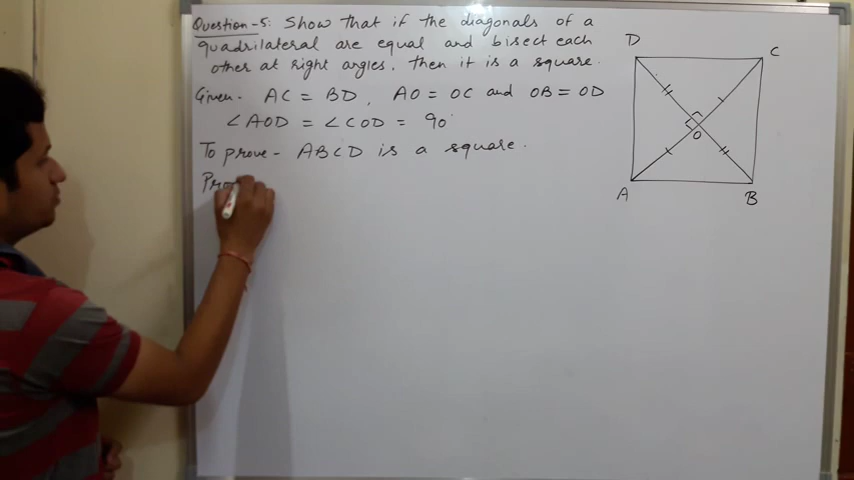 Question-5: Show that if the diagonals of a
quadrilateral are equal and bisect each
other at right angles, then it is a square.
Given- AC = BD, AO = OC and OB = OD
∠AOD = ∠COD = 90°
To prove- ABCD is a square.
Pro
D
C
O
A
B